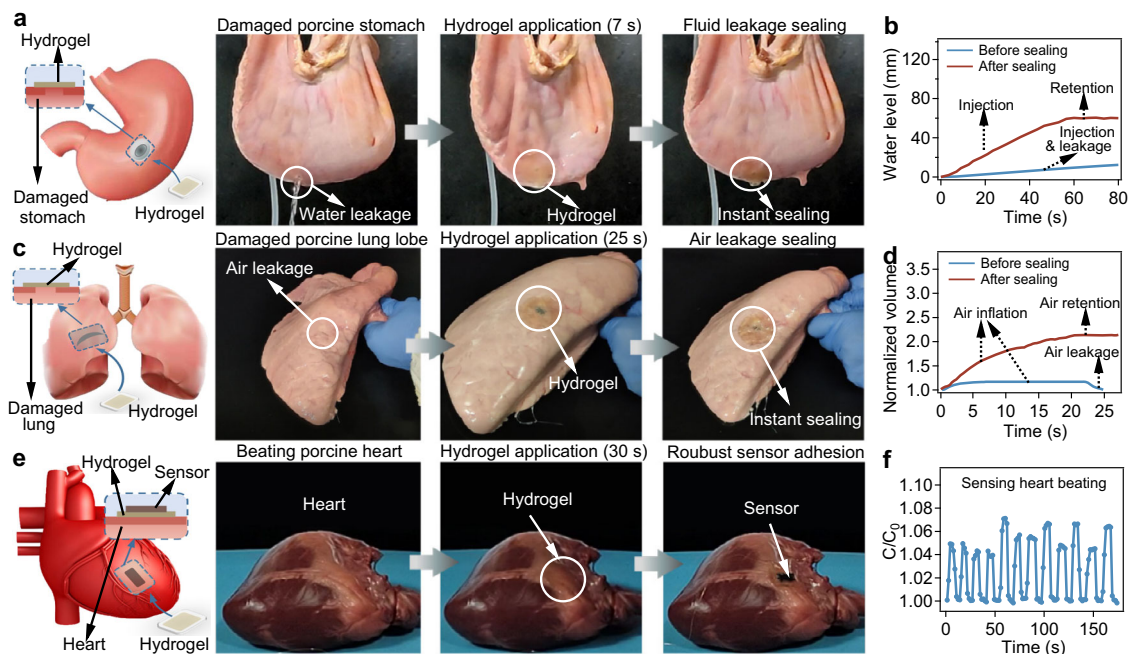 a
Hydrogel
Damaged
stomach
Hydrogel
Damaged porcine stomach
Water leakage
Hydrogel application (7 s)
Hydrogel
Fluid leakage sealing
Instant sealing
b
Before sealing
After sealing
Retention
Injection
Injection
& leakage
Water level (mm)
120
80
40
0
0 20 40 60 80
Time (s)
c
Hydrogel
Damaged
lung
Hydrogel
Damaged porcine lung lobe
Air leakage
Hydrogel application (25 s)
Hydrogel
Air leakage sealing
Instant sealing
d
Before sealing
After sealing
Air retention
Air inflation
Air leakage
Normalized volumer
3.5
3.0
2.5
2.0
1.5
1.0
0 5 10 15 20 25
Time (s)
e
Hydrogel
Sensor
Heart
Hydrogel
Beating porcine heart
Heart
Hydrogel application (30 s)
Hydrogel
Roubust sensor adhesion
Sensor
f
Sensing heart beating
C/C0
1.10
1.08
1.06
1.04
1.02
1.00
0 50 100 150
Time (s)